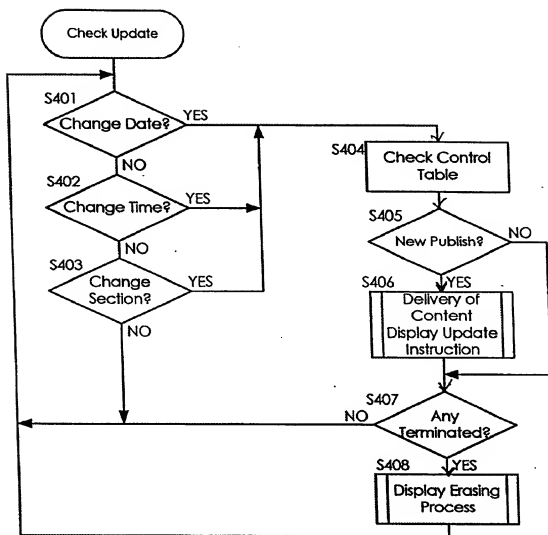 Check Update
S401
Change Date?
YES
NO
S402
Change Time?
YES
NO
S403
Change
Section?
YES
NO
S404
Check Control
Table
S405
New Publish?
NO
YES
S406
Delivery of
Content
Display Update
Instruction
S407
NO
Any
Terminated?
YES
S408
Display Erasing
Process